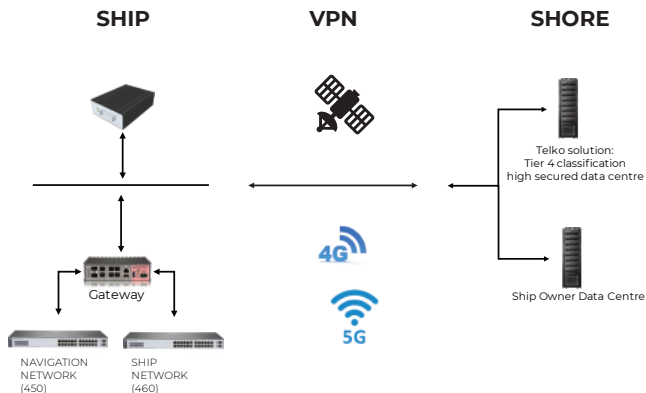 SHIP
VPN
SHORE
Telko solution:
Tier 4 classification
high secured data centre
4G
Gateway
Ship Owner Data Centre
5G
NAVIGATION
NETWORK
(450)
SHIP
NETWORK
(460)